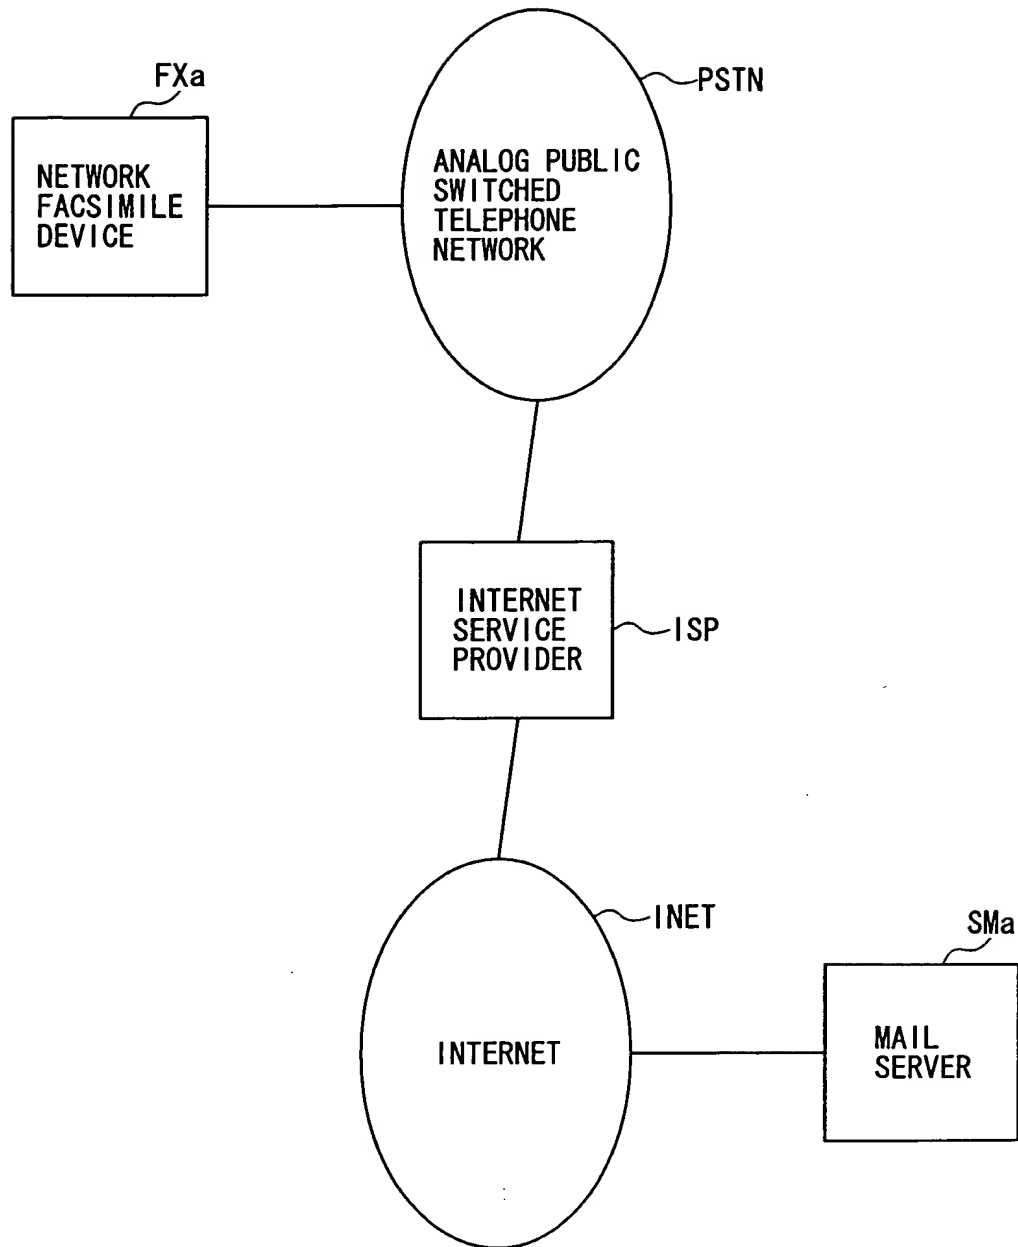 FXa
PSTN
NETWORK
FACSIMILE
DEVICE
ANALOG PUBLIC
SWITCHED
TELEPHONE
NETWORK
INTERNET
SERVICE
PROVIDER
ISP
INET
SMa
INTERNET
MAIL
SERVER